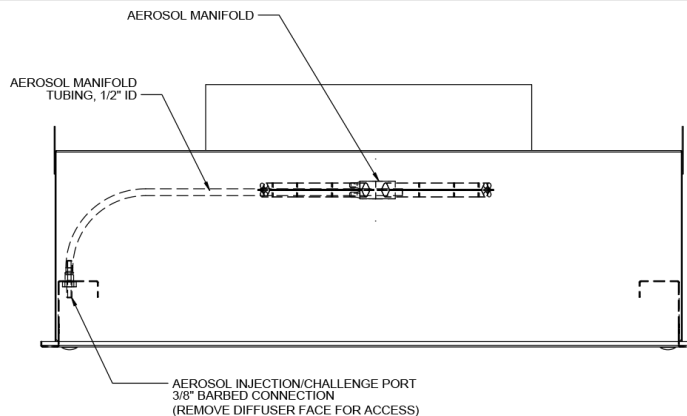 AEROSOL MANIFOLD
AEROSOL MANIFOLD
TUBING, 1/2" ID
AEROSOL INJECTION/CHALLENGE PORT
3/8" BARBED CONNECTION
(REMOVE DIFFUSER FACE FOR ACCESS)